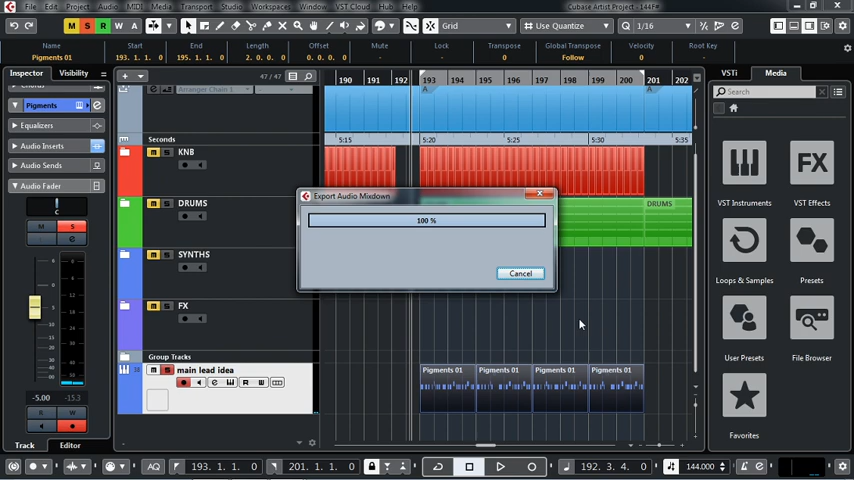 File Edit Project Audio MIDI Media Transport Studio Workspaces Window VST Cloud Hub Cubase Artist Project - 144F#
M S R W A Grid Use Quantize 1/16
Name Start End Length Offset Mute Lock Transpose Global Transpose Velocity Root Key
Pigments 01 193. 1. 1. 0 195. 1. 1. 0 2. 0. 0. 0 0 0 Follow 0
Inspector Visibility
47 / 47
190 191 192 193 194 195 196 197 198 199 200 201 202
VSTi Media
Chords
Arranger Chain 1
A A
Search
Pigments
Equalizers
Audio Inserts
Audio Sends
Audio Fader
C
M S
-5.00 -15.3
R W
Track Editor
Seconds
5:15 5:20 5:25 5:30 5:35
KNB
DRUMS
DRUMS
SYNTHS
FX
Group Tracks
main lead idea
38
Pigments 01 Pigments 01 Pigments 01 Pigments 01
Export Audio Mixdown
100 %
Cancel
VST Instruments VST Effects
FX
Loops & Samples Presets
User Presets File Browser
Favorites
AQ 193. 1. 1. 0 201. 1. 1. 0 192. 3. 4. 0 144.000